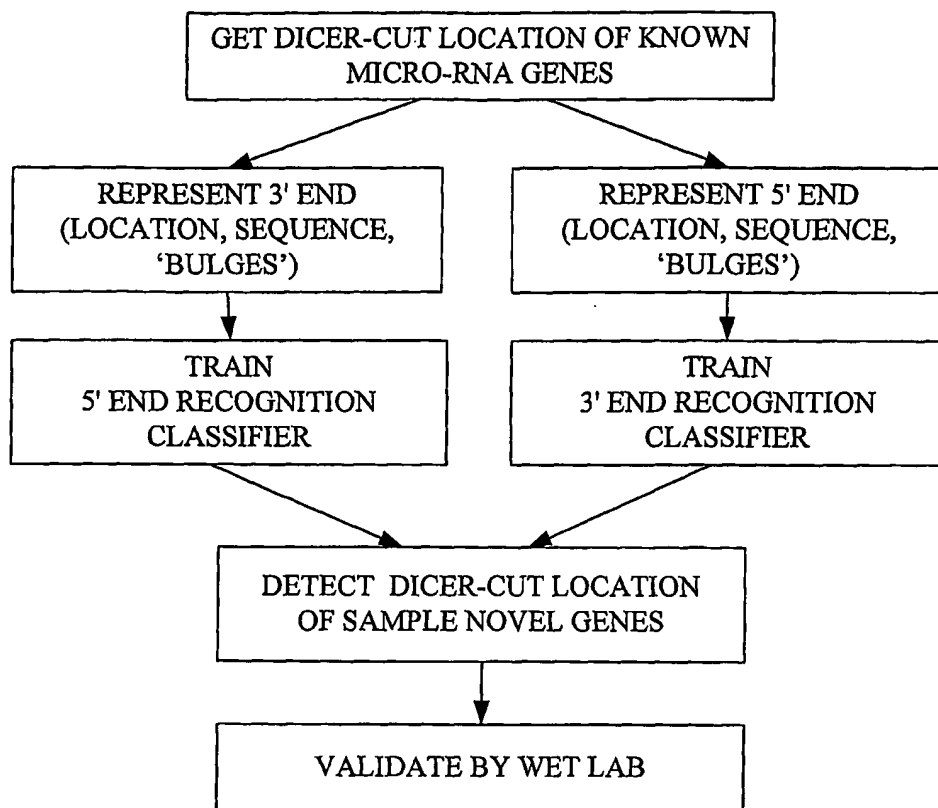 GET DICER-CUT LOCATION OF KNOWN
MICRO-RNA GENES
REPRESENT 3' END
(LOCATION, SEQUENCE,
‘BULGES’)
REPRESENT 5' END
(LOCATION, SEQUENCE,
‘BULGES’)
TRAIN
5' END RECOGNITION
CLASSIFIER
TRAIN
3' END RECOGNITION
CLASSIFIER
DETECT DICER-CUT LOCATION
OF SAMPLE NOVEL GENES
VALIDATE BY WET LAB